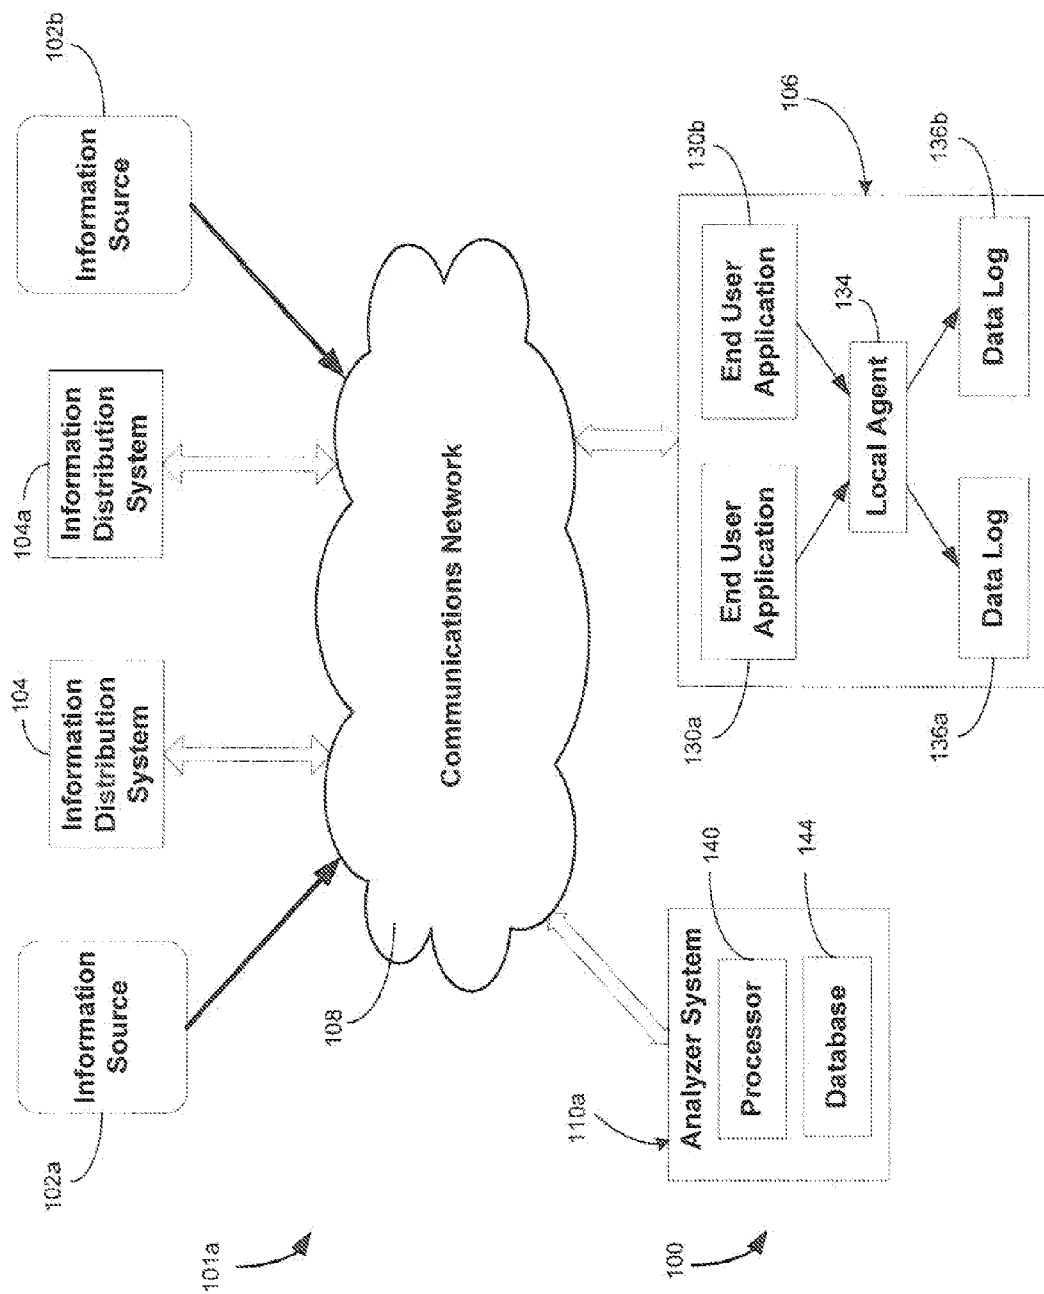 102a
Information
Source
104
Information
Distribution
System
104a
Information
Distribution
System
102b
Information
Source
101a
108
Communications Network
100
110a
Analyzer System
Processor
140
Database
144
106
130a
End User
Application
130b
End User
Application
Local Agent
134
136a
Data Log
136b
Data Log